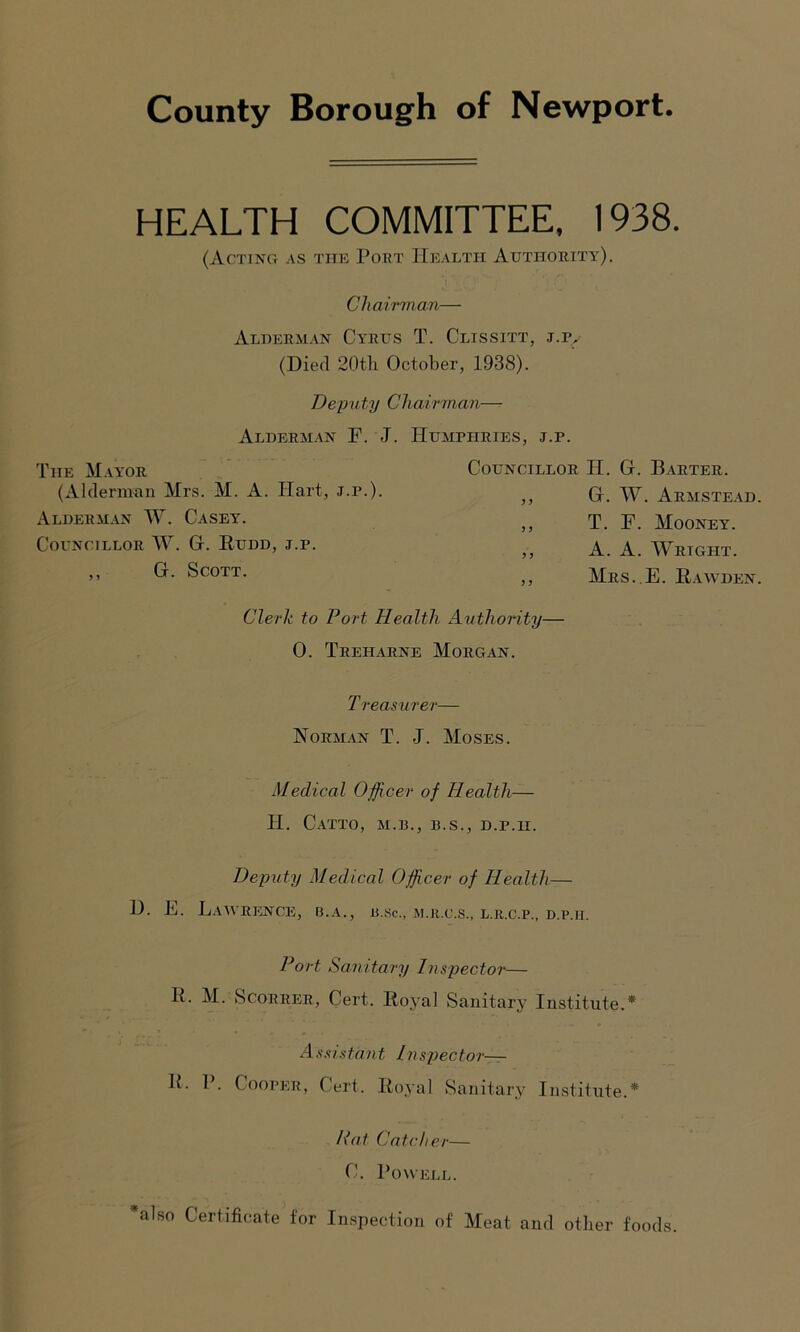 County Borough of Newport.
HEALTH COMMITTEE, 1938.
(Acting as the Port Health Authority).
Chairman—
Alderman Cyrus T. Clissitt, J.P.
(Died 20th October, 1938).
Deputy Chairman—
Alderman F. J. Humphries, J.P.
The Mayor
(Alderman Mrs. M. A. Hart, J.P.).
Alderman W. Casey.
Councillor W. G. Rudd, J.P.
,, G. Scott.
Councillor H. G. Barter.
,, G. W. Armstead.
,, T. F. Mooney.
,, A. A. Wright.
,, Mrs. E. Rawden.
Clerk to Port Health Authority—
O. Treharne Morgan.
Treasurer—
Norman T. J. Moses.
Medical Officer of Health—
H. Catto, M.B., B.S., D.P.H.
Deputy Medical Officer of Health—
D. E. Lawrence, B.A., B.Sc., M.R.C.S., L.R.C.P., D.P.H.
Port Sanitary Inspector—
R. M. Scorrer, Cert. Royal Sanitary Institute.*
Assistant Inspector—
R. P. Cooper, Cert. Royal Sanitary Institute.*
Rat Catcher—
C. Powell.
*also Certificate for Inspection of Meat and other foods.